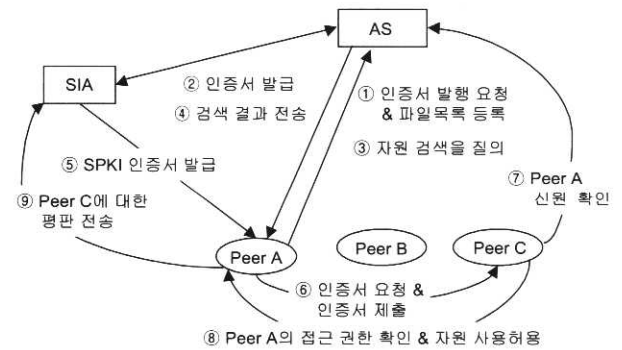 AS
SIA
② 인증서 발급
④ 검색 결과 전송
① 인증서 발행 요청
& 파일목록 등록
③ 자원 검색을 질의
⑤ SPKI 인증서 발급
⑦ Peer A
신원 확인
⑨ Peer C에 대한
평판 전송
Peer A
Peer B
Peer C
⑥ 인증서 요청 &
인증서 제출
⑧ Peer A의 접근 권한 확인 & 자원 사용허용